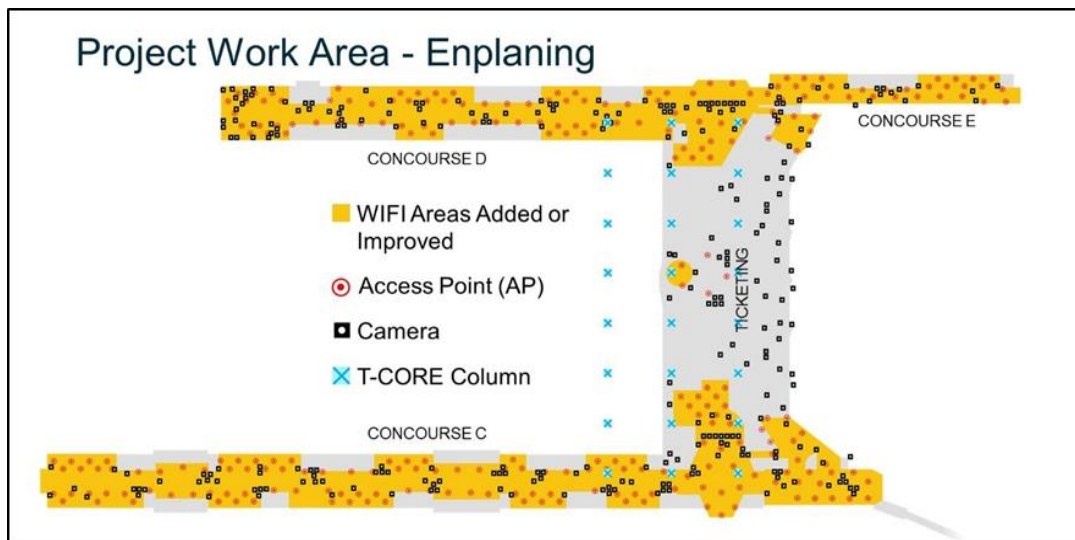 Project Work Area - Enplaning
CONCOURSE E
CONCOURSE D
WIFI Areas Added or
Improved
Access Point (AP)
Camera
T-CORE Column
TICKETING
CONCOURSE C